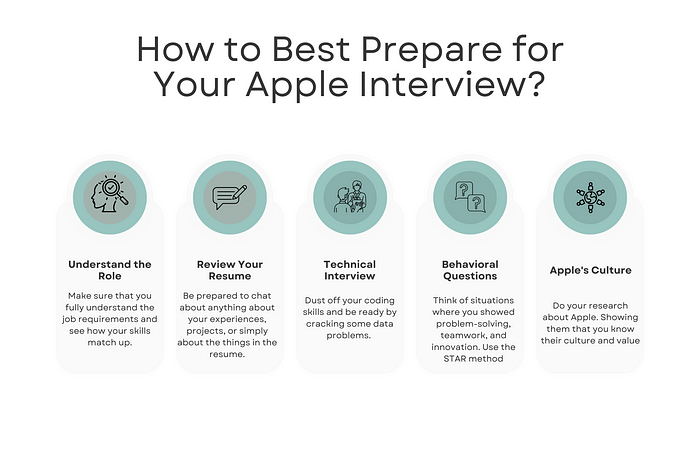 How to Best Prepare for
Your Apple Interview?
Understand the
Role
Make sure that you
fully understand the
job requirements and
see how your skills
match up.
Review Your
Resume
Be prepared to chat
about anything about
your experiences,
projects, or simply
about the things in the
resume.
Technical
Interview
Dust off your coding
skills and be ready by
cracking some data
problems.
Behavioral
Questions
Think of situations
where you showed
problem-solving,
teamwork, and
innovation. Use the
STAR method
Apple's Culture
Do your research
about Apple. Showing
them that you know
their culture and value